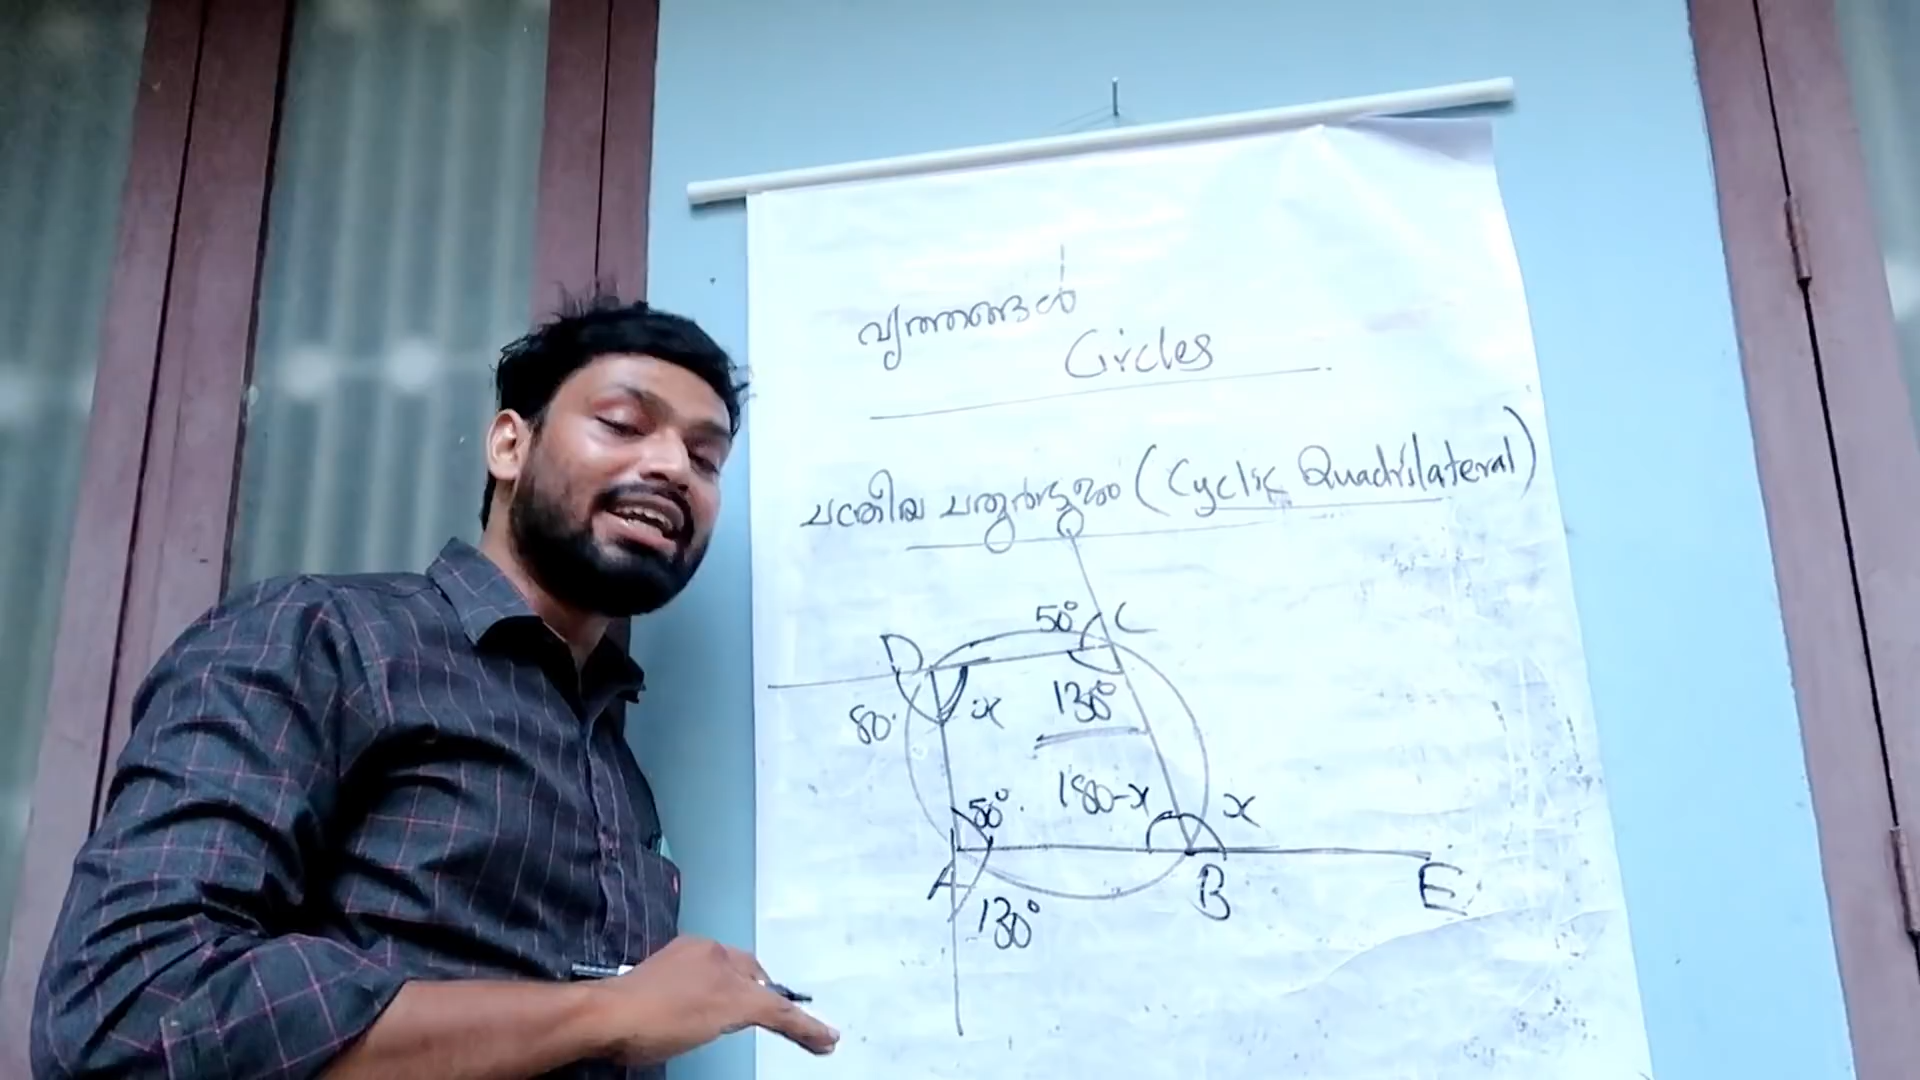 വൃത്തങ്ങൾ
Circles
ചക്രീയ ചതുർഭുജം (Cyclic Quadrilateral)
50° C
D
80° x 130°
50° 180-x x
A B E
130°